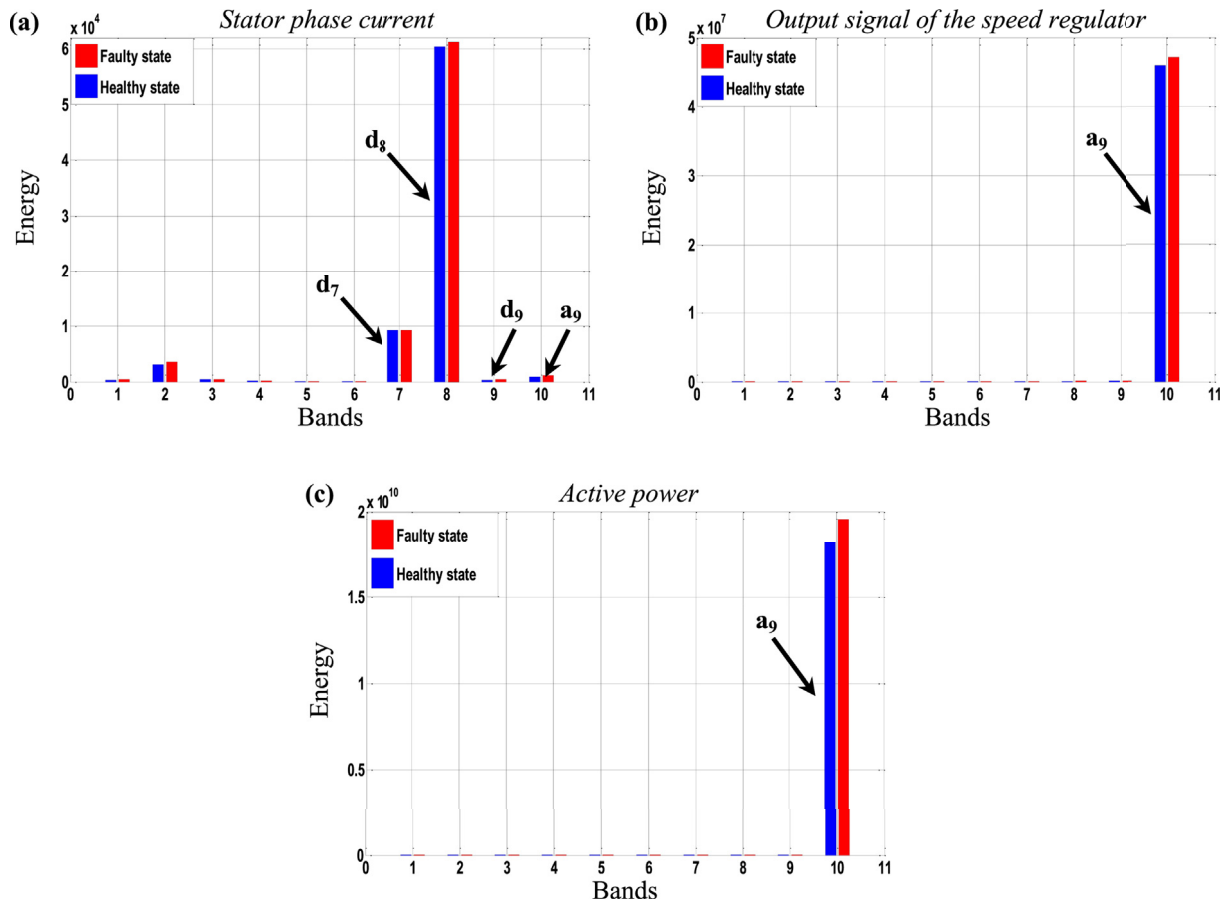 (a) Stator phase current
x 10^4
Faulty state
Healthy state
6
5
4
3
2
1
0
Energy
d₈
d₇
d₉
a₉
0 1 2 3 4 5 6 7 8 9 10 11
Bands
(b) Output signal of the speed regulator
5 x 10^7
Faulty state
Healthy state
4
3
2
1
0
Energy
a₉
0 1 2 3 4 5 6 7 8 9 10 11
Bands
(c) Active power
2 x 10^10
Faulty state
Healthy state
1.5
1
0.5
0
Energy
a₉
0 1 2 3 4 5 6 7 8 9 10 11
Bands